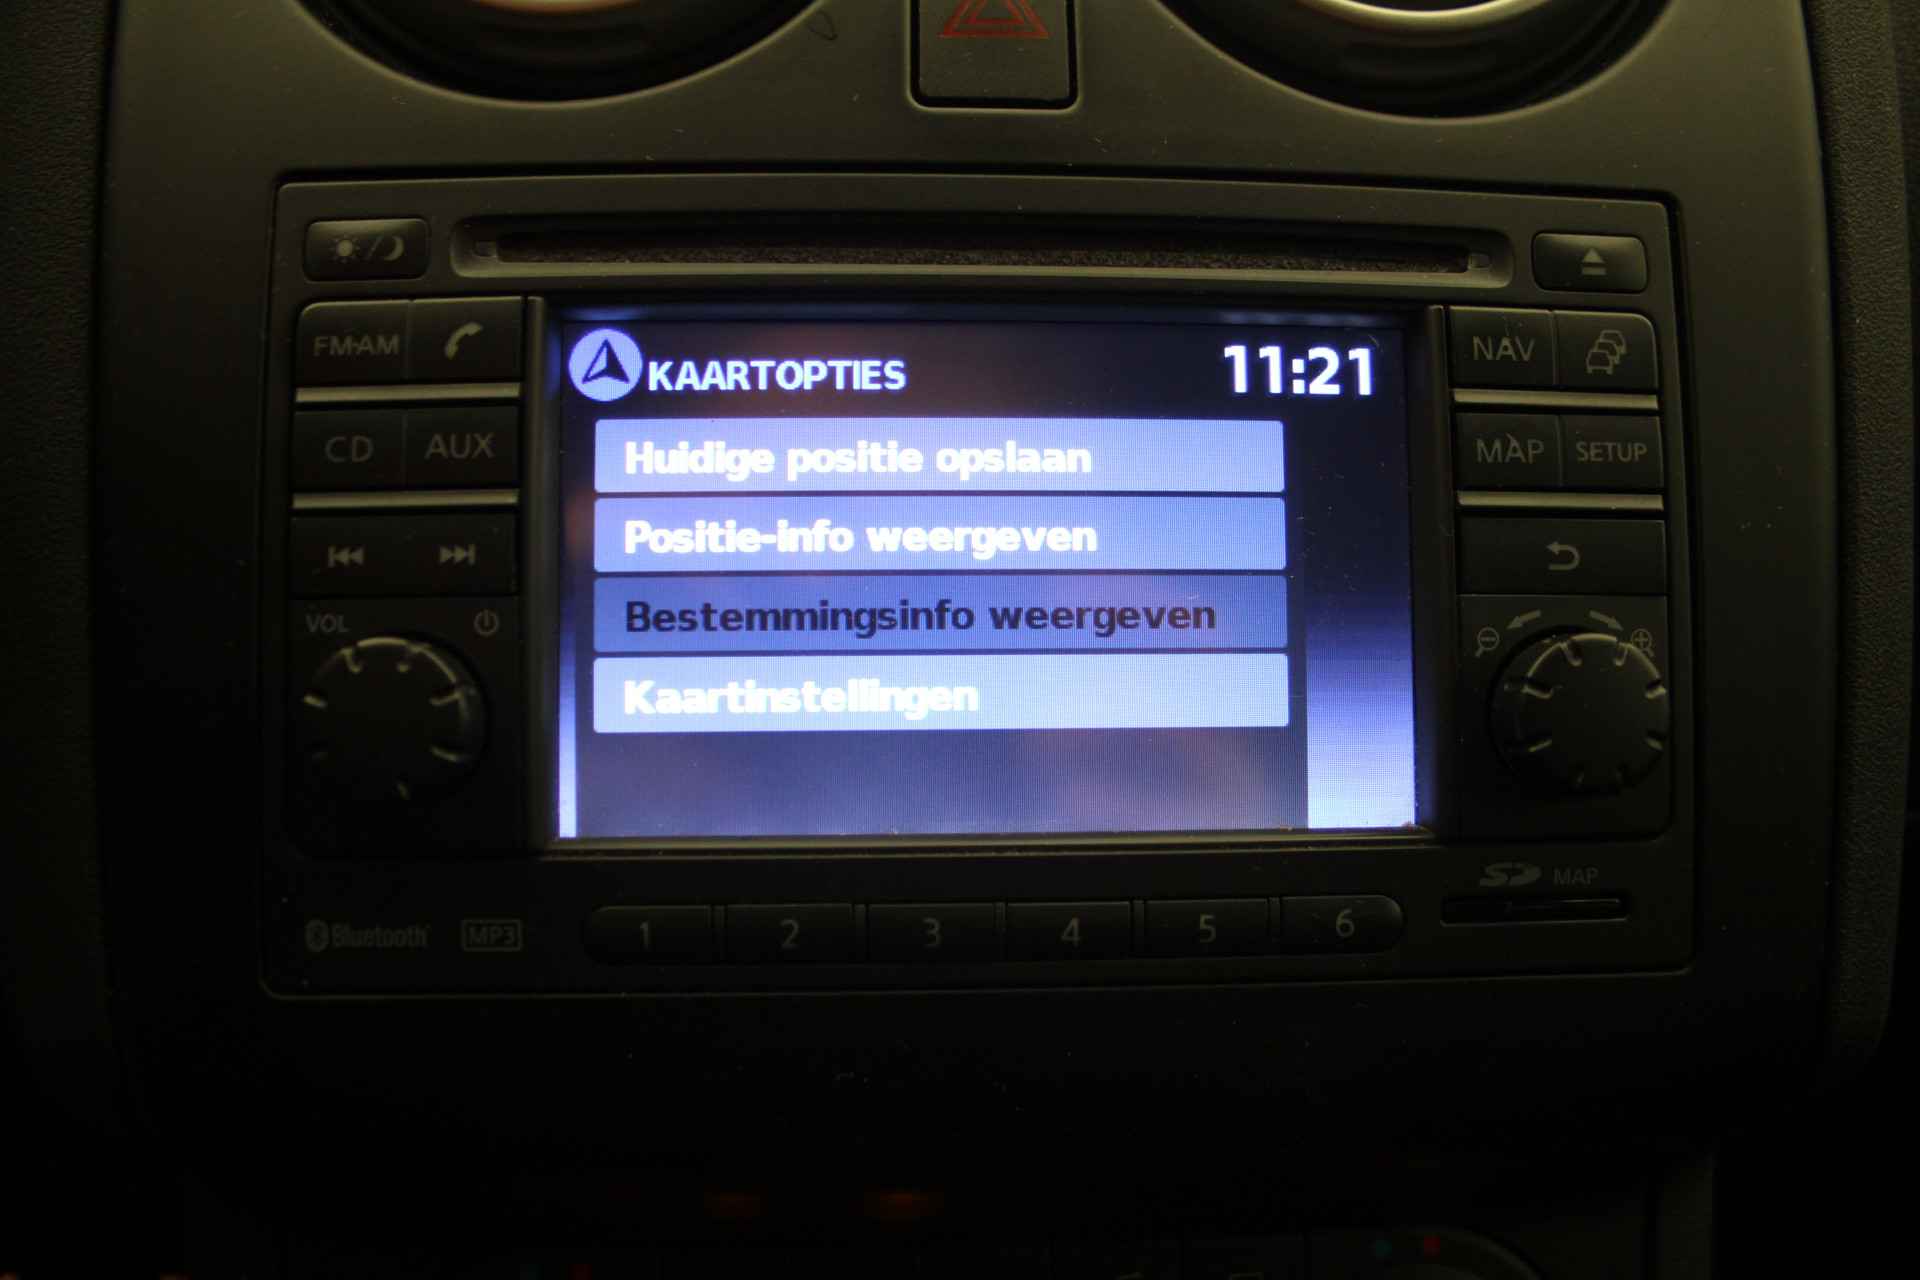 FM·AM
CD AUX
VOL
KAARTOPTIES 11:21
Huidige positie opslaan
Positie-info weergeven
Bestemmingsinfo weergeven
Kaartinstellingen
NAV
MAP SETUP
SD MAP
Bluetooth MP3
1 2 3 4 5 6